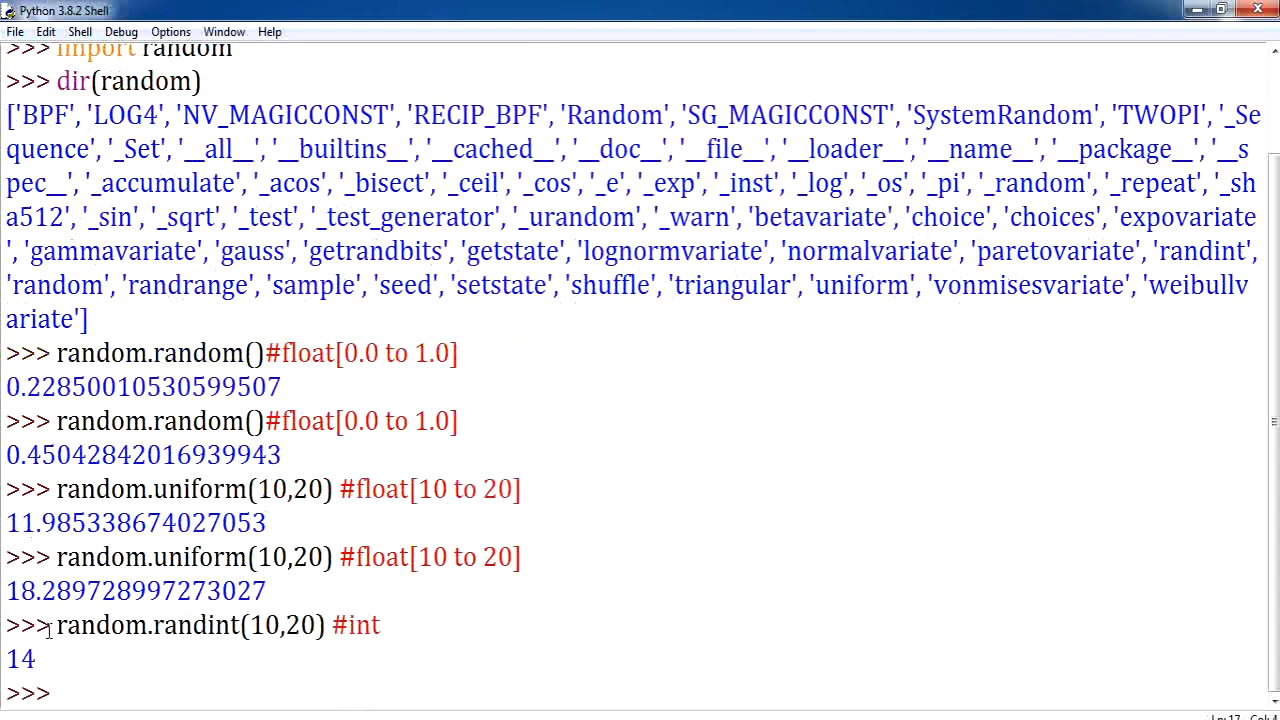 Python 3.8.2 Shell
File Edit Shell Debug Options Window Help
>>> import random
>>> dir(random)
['BPF', 'LOG4', 'NV_MAGICCONST', 'RECIP_BPF', 'Random', 'SG_MAGICCONST', 'SystemRandom', 'TWOPI', '_Se
quence', '_Set', '__all__', '__builtins__', '__cached__', '__doc__', '__file__', '__loader__', '__name__', '__package__', '__s
pec__', '_accumulate', '_acos', '_bisect', '_ceil', '_cos', '_e', '_exp', '_inst', '_log', '_os', '_pi', '_random', '_repeat', '_sh
a512', '_sin', '_sqrt', '_test', '_test_generator', '_urandom', '_warn', 'betavariate', 'choice', 'choices', 'expovariate
', 'gammavariate', 'gauss', 'getrandbits', 'getstate', 'lognormvariate', 'normalvariate', 'paretovariate', 'randint',
'random', 'randrange', 'sample', 'seed', 'setstate', 'shuffle', 'triangular', 'uniform', 'vonmisesvariate', 'weibullv
ariate']
>>> random.random()#float[0.0 to 1.0]
0.22850010530599507
>>> random.random()#float[0.0 to 1.0]
0.45042842016939943
>>> random.uniform(10,20) #float[10 to 20]
11.985338674027053
>>> random.uniform(10,20) #float[10 to 20]
18.289728997273027
>>> random.randint(10,20) #int
14
>>>